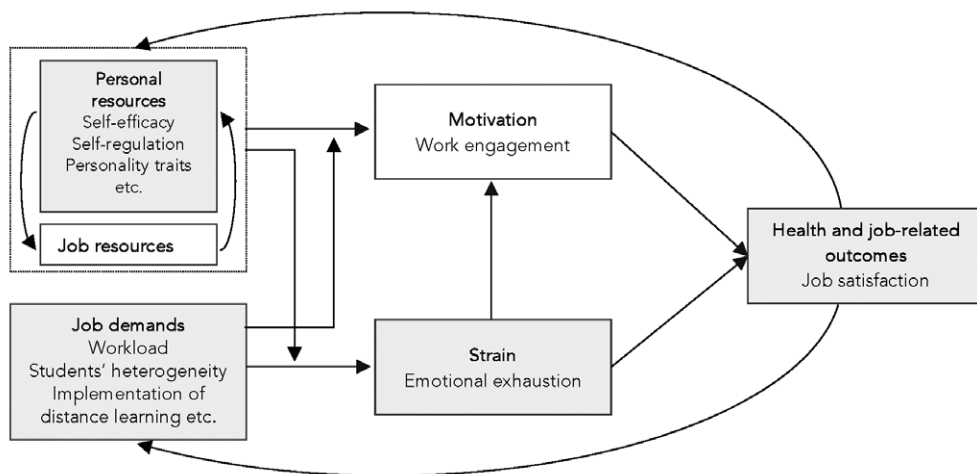 Personal
resources
Self-efficacy
Self-regulation
Personality traits
etc.
Job resources
Motivation
Work engagement
Health and job-related
outcomes
Job satisfaction
Job demands
Workload
Students' heterogeneity
Implementation of
distance learning etc.
Strain
Emotional exhaustion